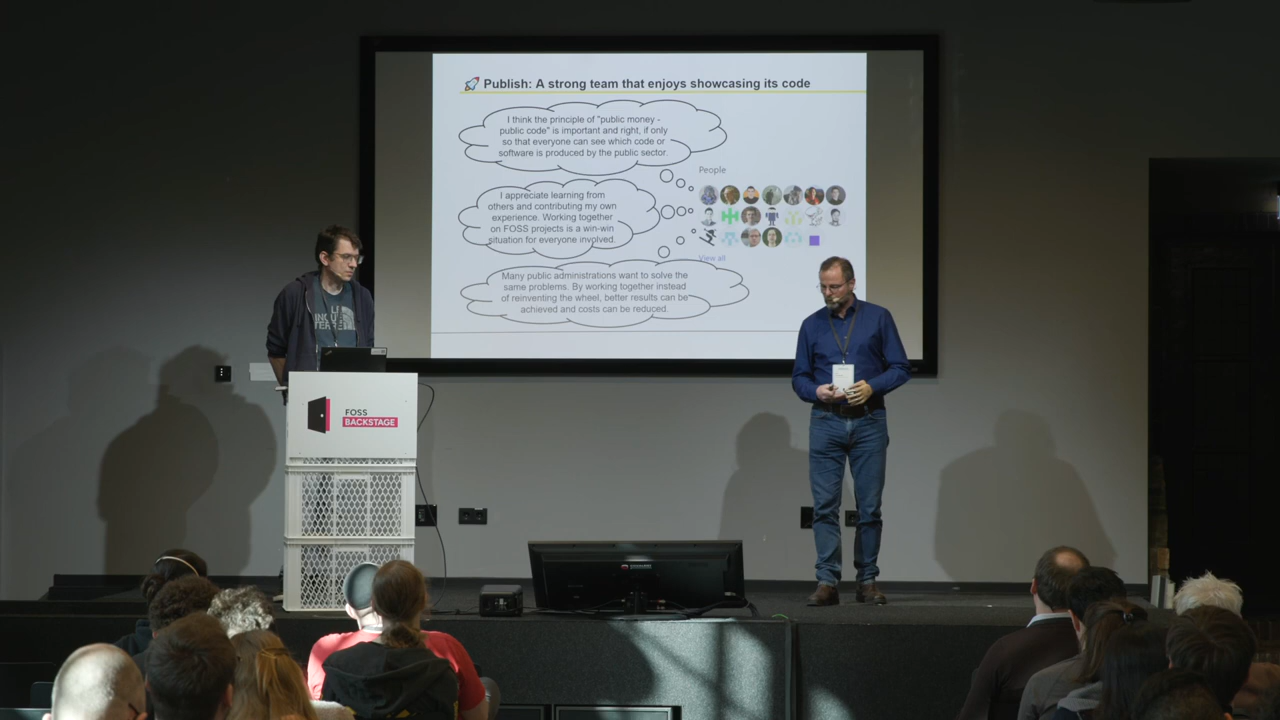 Publish: A strong team that enjoys showcasing its code
I think the principle of "public money -
public code" is important and right, if only
so that everyone can see which code or
software is produced by the public sector.
People
I appreciate learning from
others and contributing my own
experience. Working together
on FOSS projects is a win-win
situation for everyone involved.
View all
Many public administrations want to solve the
same problems. By working together instead
of reinventing the wheel, better results can be
achieved and costs can be reduced.
FOSS
BACKSTAGE